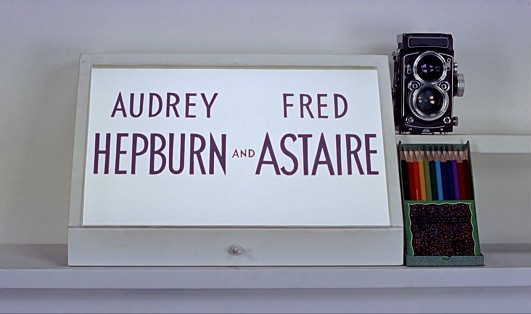 AUDREY FRED
HEPBURN AND ASTAIRE